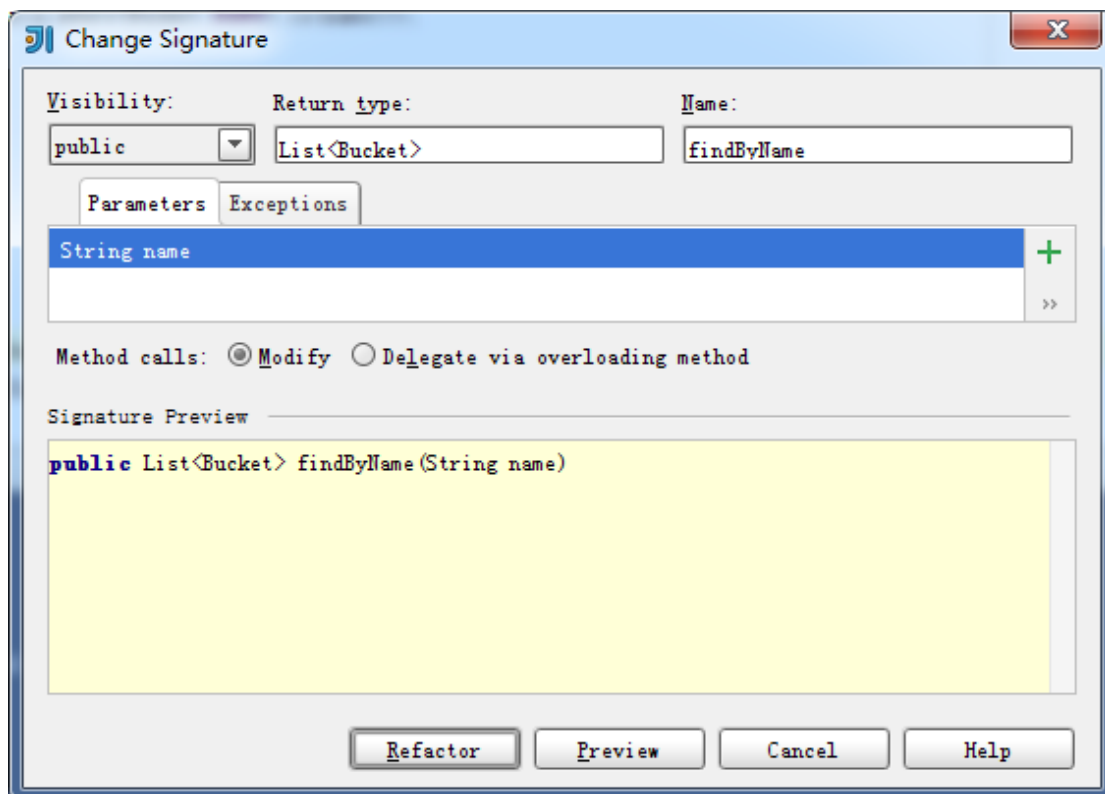 Change Signature
Visibility: Return type: Name:
public List<Bucket> findByName
Parameters Exceptions
String name
Method calls: Modify Delegate via overloading method
Signature Preview
public List<Bucket> findByName(String name)
Refactor Preview Cancel Help